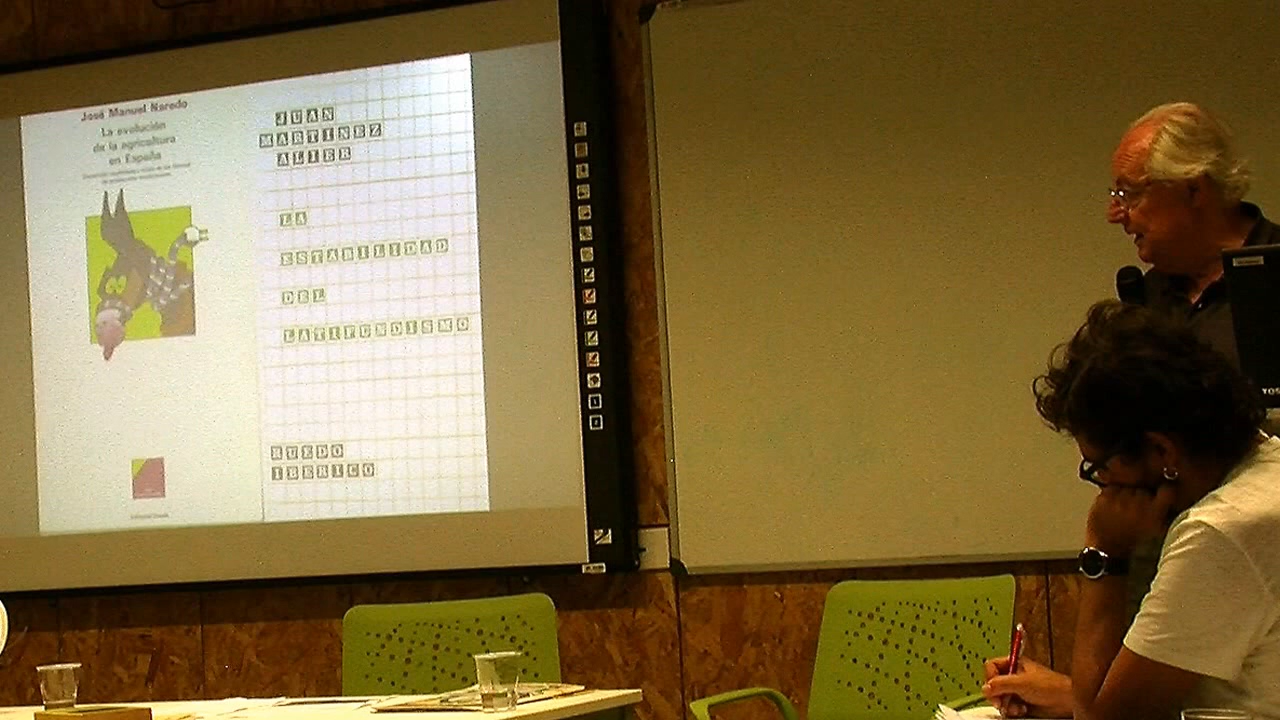 José Manuel Naredo
La evolución
de la agricultura
en España
JUAN
MARTINEZ
ALIER
LA
ESTABILIDAD
DEL
LATIFUNDISMO
RUEDO
IBERICO